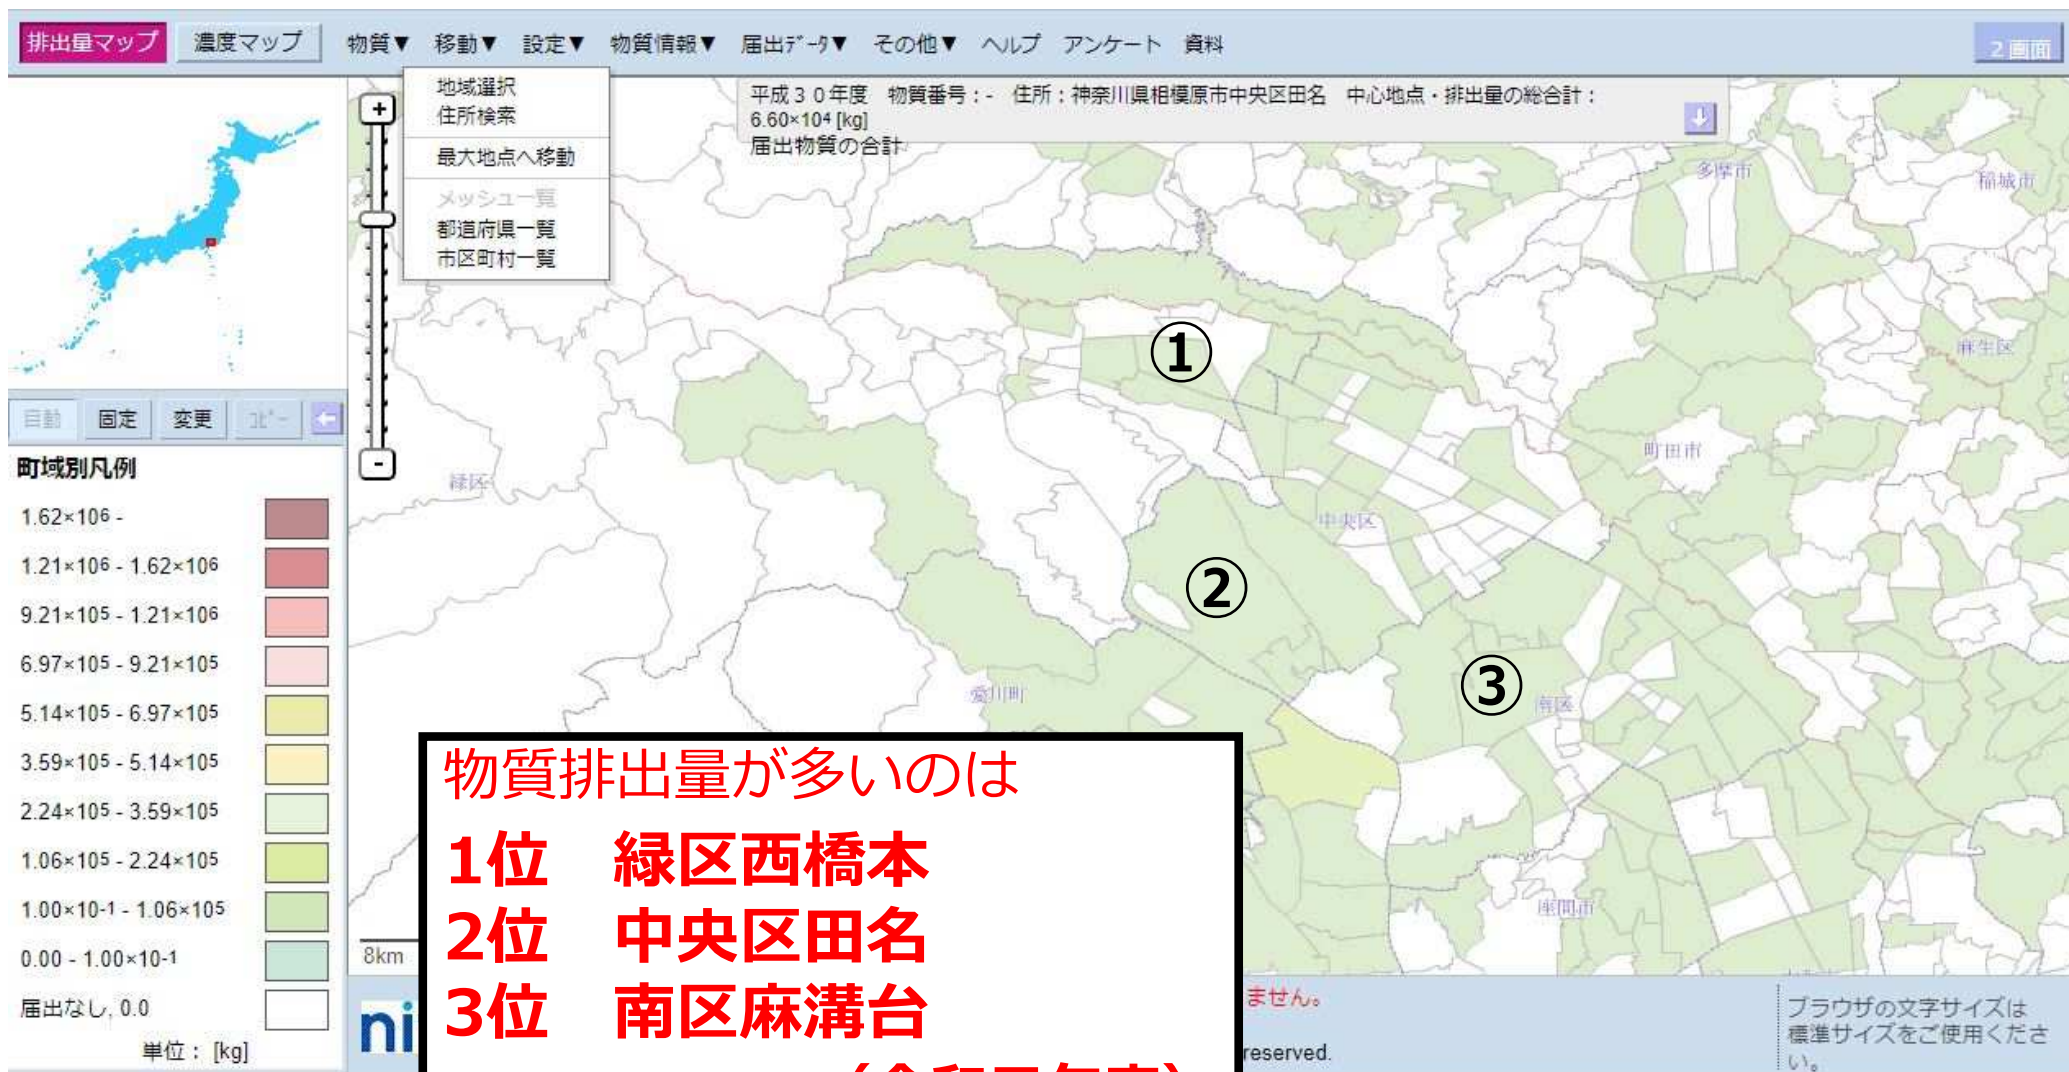 排出量マップ 濃度マップ 物質▼ 移動▼ 設定▼ 物質情報▼ 届出ﾃﾞｰﾀ▼ その他▼ ヘルプ アンケート 資料 2画面
地域選択
住所検索
最大地点へ移動
メッシュ一覧
都道府県一覧
市区町村一覧
平成30年度 物質番号:- 住所:神奈川県相模原市中央区田名 中心地点・排出量の総合計:
6.60×10⁴ [kg]
届出物質の合計
+
-
多摩市
稲城市
麻生区
①
町田市
緑区
中央区
②
③
南区
愛川町
座間市
8km
自動 固定 変更 ｺﾋﾟｰ
町域別凡例
1.62×10⁶ -
1.21×10⁶ - 1.62×10⁶
9.21×10⁵ - 1.21×10⁶
6.97×10⁵ - 9.21×10⁵
5.14×10⁵ - 6.97×10⁵
3.59×10⁵ - 5.14×10⁵
2.24×10⁵ - 3.59×10⁵
1.06×10⁵ - 2.24×10⁵
1.00×10⁻¹ - 1.06×10⁵
0.00 - 1.00×10⁻¹
届出なし, 0.0
単位: [kg]
物質排出量が多いのは
1位 緑区西橋本
2位 中央区田名
3位 南区麻溝台
ni
ません。
reserved.
ブラウザの文字サイズは
標準サイズをご使用くださ
い。